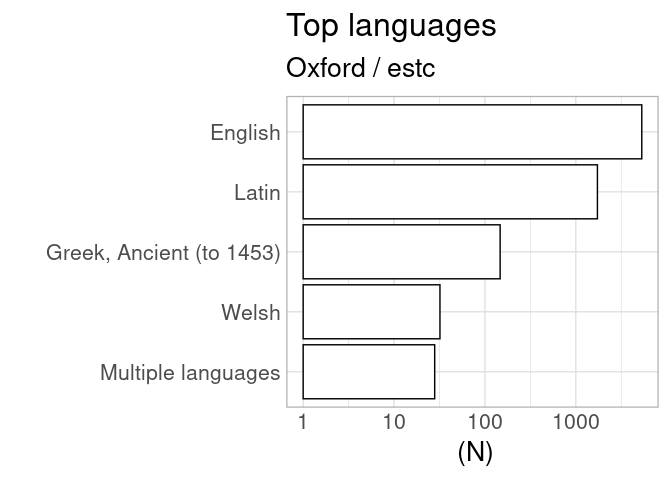 Top languages
Oxford / estc
English
Latin
Greek, Ancient (to 1453)
Welsh
Multiple languages
1 10 100 1000
(N)